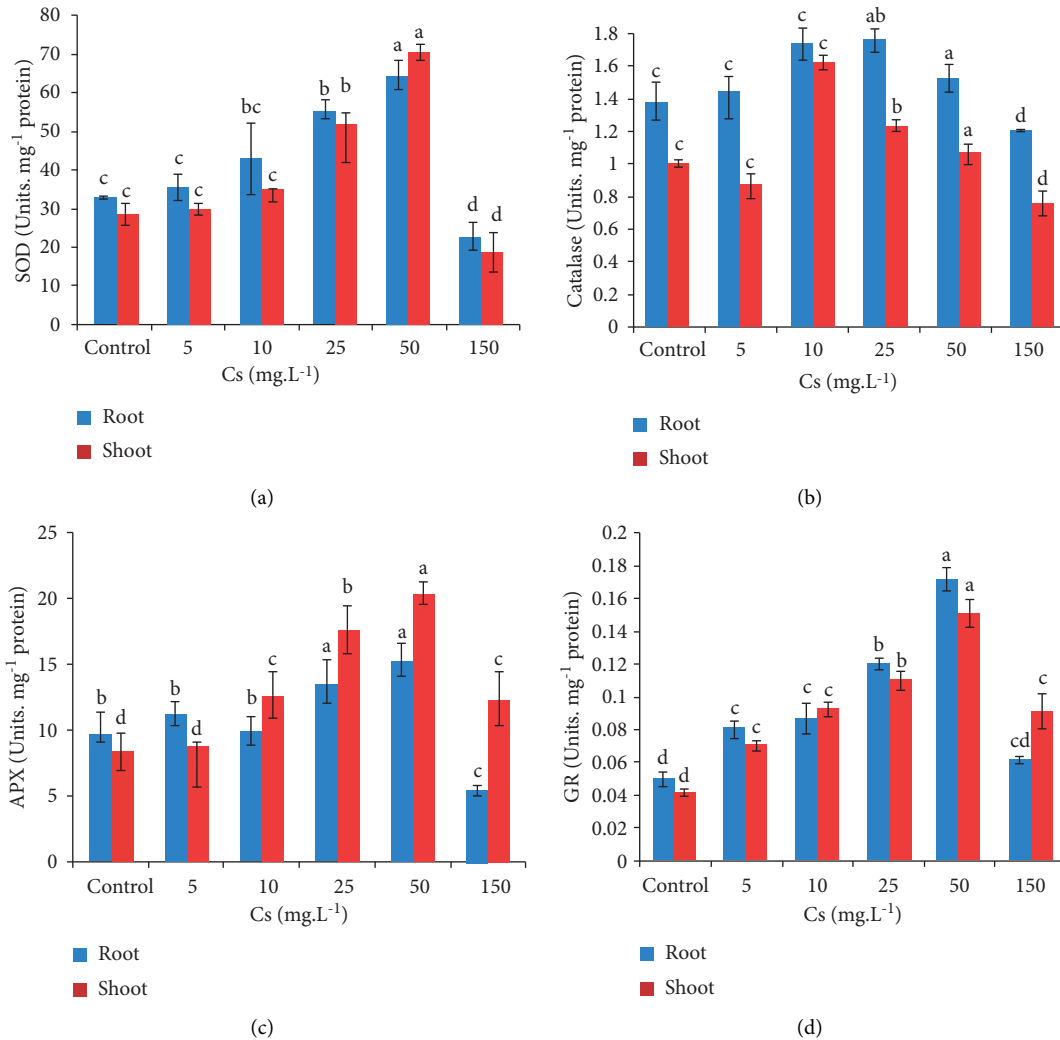 80
70
60
50
40
30
20
10
0
SOD (Units. mg-1 protein)
c c c c bc c b b a a d d
Control 5 10 25 50 150
Cs (mg.L-1)
Root
Shoot
(a)
1.8
1.6
1.4
1.2
1
0.8
0.6
0.4
0.2
0
Catalase (Units. mg-1 protein)
c c c c c c ab b a a d d
Control 5 10 25 50 150
Cs (mg.L-1)
Root
Shoot
(b)
25
20
15
10
5
0
APX (Units. mg-1 protein)
b d b d b c a b a a c c
Control 5 10 25 50 150
Cs (mg.L-1)
Root
Shoot
(c)
0.2
0.18
0.16
0.14
0.12
0.1
0.08
0.06
0.04
0.02
0
GR (Units. mg-1 protein)
d d c c c c b b a a cd c
Control 5 10 25 50 150
Cs (mg.L-1)
Root
Shoot
(d)